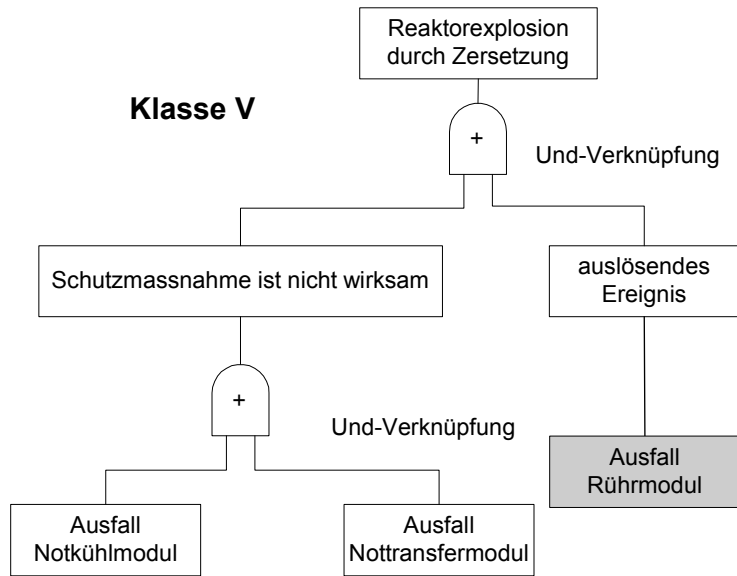 Reaktorexplosion
durch Zersetzung
Klasse V
+
Und-Verknüpfung
Schutzmassnahme ist nicht wirksam
auslösendes
Ereignis
+
Und-Verknüpfung
Ausfall
Rührmodul
Ausfall
Notkühlmodul
Ausfall
Nottransfermodul